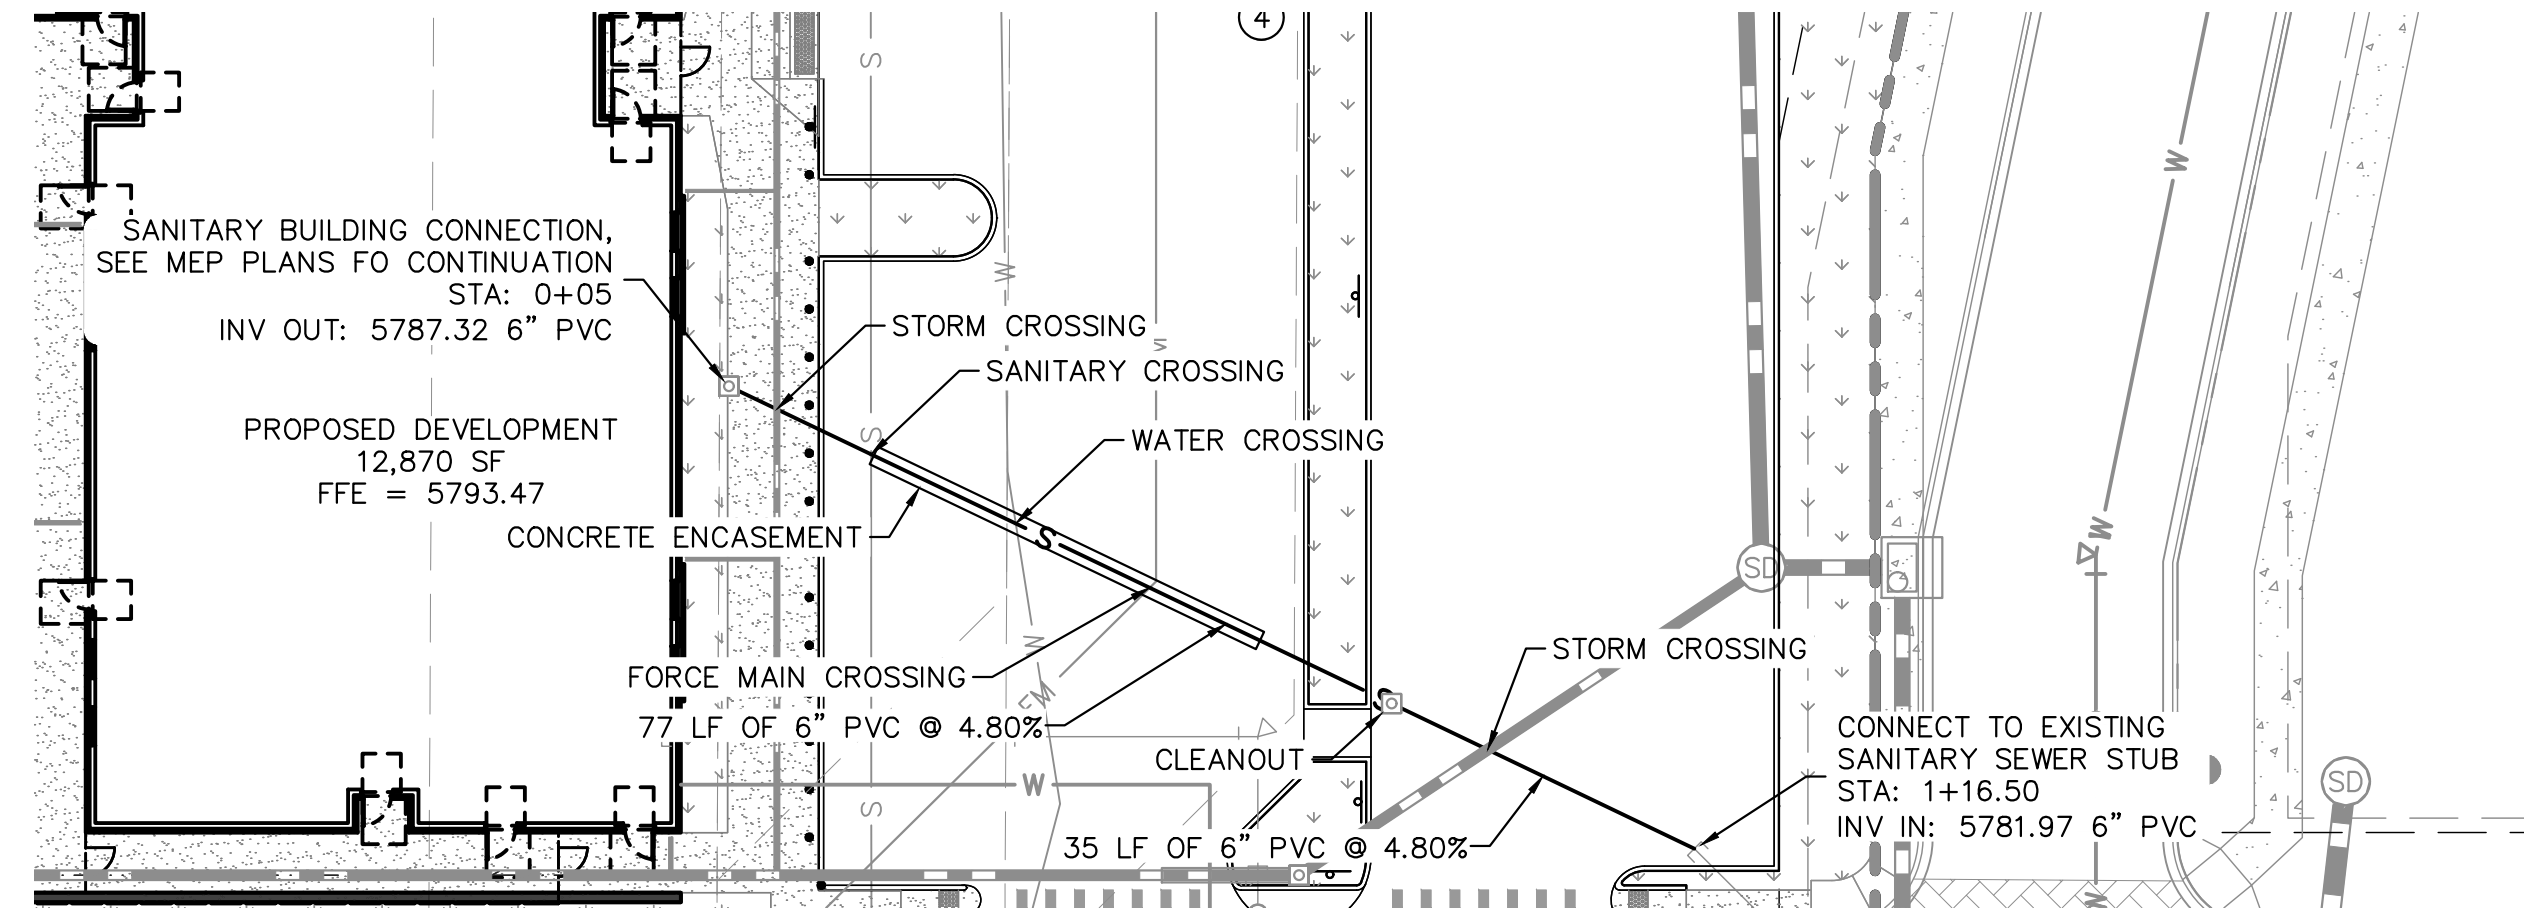 4
S
W
SANITARY BUILDING CONNECTION,
SEE MEP PLANS FO CONTINUATION
STA: 0+05
INV OUT: 5787.32 6” PVC
W
STORM CROSSING
SANITARY CROSSING
S
WATER CROSSING
PROPOSED DEVELOPMENT
12,870 SF
FFE = 5793.47
CONCRETE ENCASEMENT
S
W
SD
STORM CROSSING
FORCE MAIN CROSSING
FM
77 LF OF 6” PVC @ 4.80%
S
CLEANOUT
CONNECT TO EXISTING
SANITARY SEWER STUB
STA: 1+16.50
INV IN: 5781.97 6” PVC
SD
W
S
35 LF OF 6” PVC @ 4.80%
W